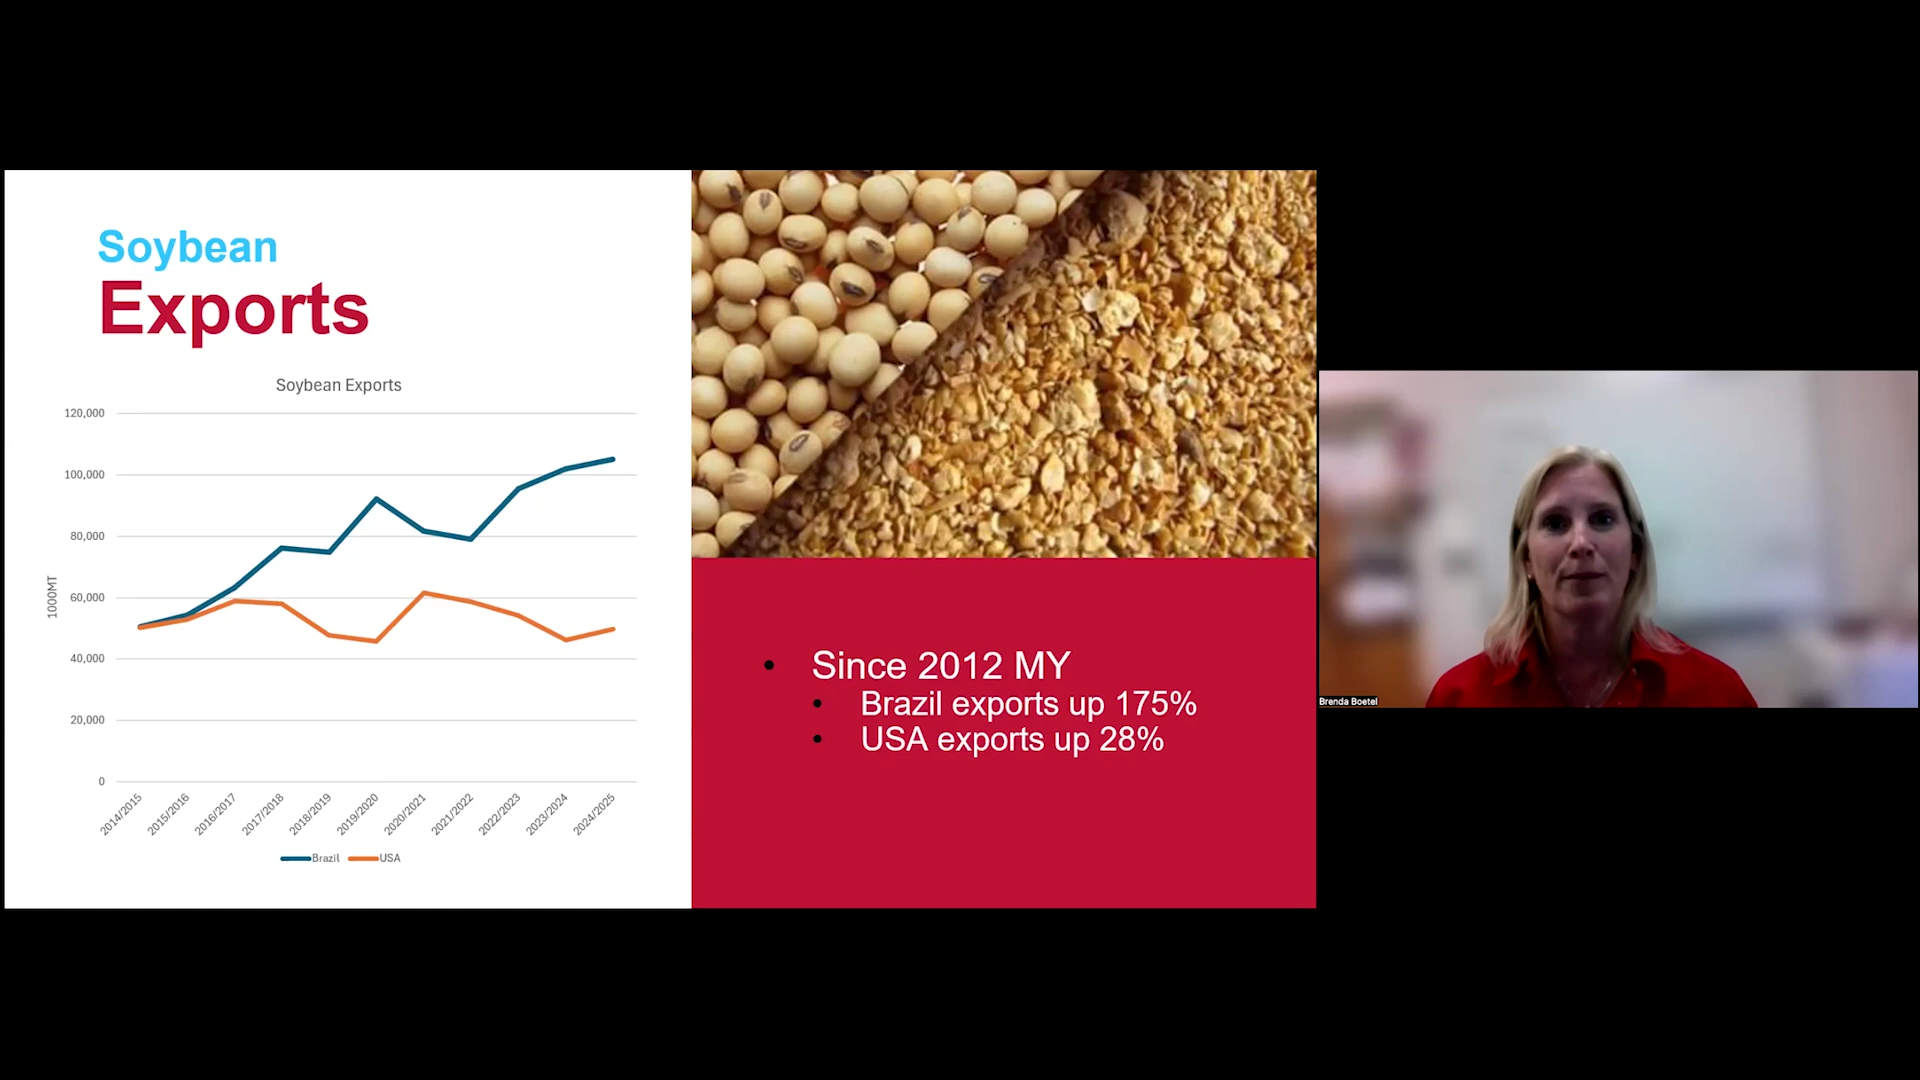 Soybean
Exports
Soybean Exports
120,000
100,000
80,000
60,000
40,000
20,000
0
1000MT
2014/2015
2015/2016
2016/2017
2017/2018
2018/2019
2019/2020
2020/2021
2021/2022
2022/2023
2023/2024
2024/2025
Brazil
USA
• Since 2012 MY
• Brazil exports up 175%
• USA exports up 28%
Brenda Boetel